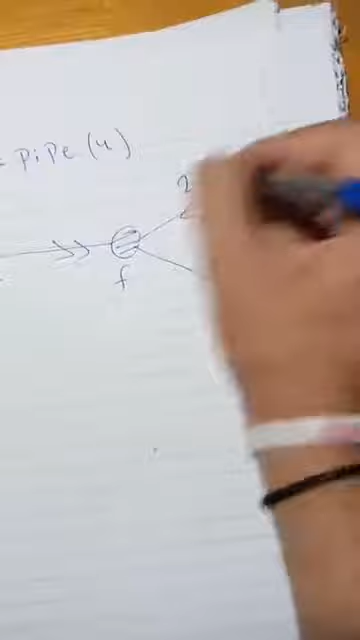 = pipe (u)
2
f